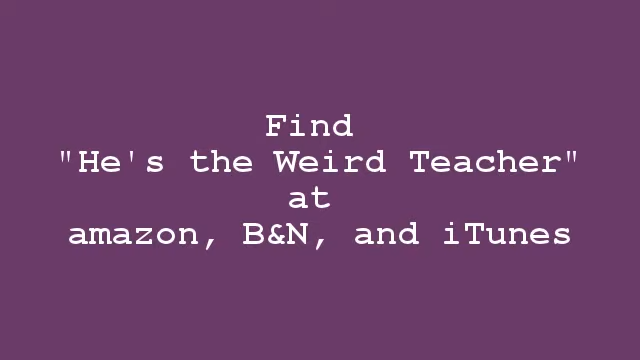 Find
"He's the Weird Teacher"
at
amazon, B&N, and iTunes